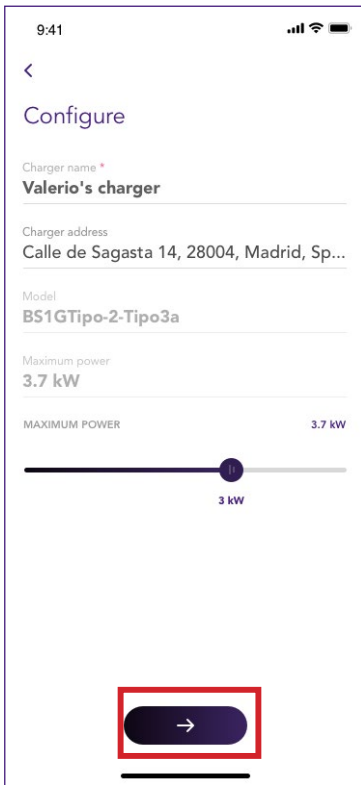 9:41
Configure
Charger name *
Valerio's charger
Charger address
Calle de Sagasta 14, 28004, Madrid, Sp...
Model
BS1GTipo-2-Tipo3a
Maximum power
3.7 kW
MAXIMUM POWER 3.7 kW
3 kW